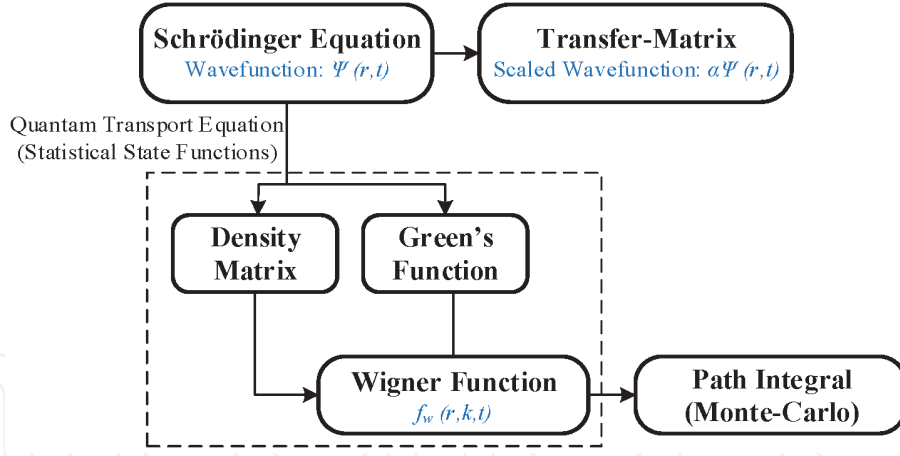 Schrödinger Equation
Wavefunction: Ψ (r,t)
Transfer-Matrix
Scaled Wavefunction: αΨ (r,t)
Quantam Transport Equation
(Statistical State Functions)
Density
Matrix
Green's
Function
Wigner Function
f_w (r,k,t)
Path Integral
(Monte-Carlo)